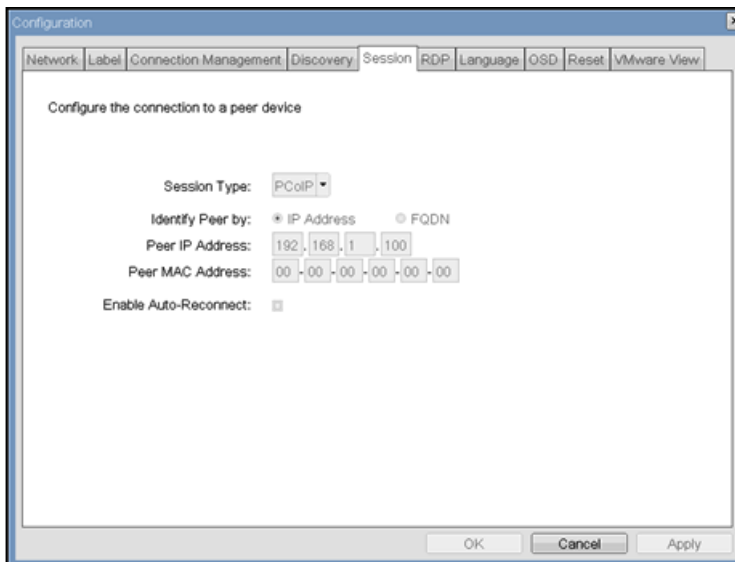 Configuration
Network Label Connection Management Discovery Session RDP Language OSD Reset VMware View
Configure the connection to a peer device
Session Type: PCoIP
Identify Peer by: IP Address FQDN
Peer IP Address: 192 . 168 . 1 . 100
Peer MAC Address: 00 - 00 - 00 - 00 - 00 - 00
Enable Auto-Reconnect:
OK Cancel Apply